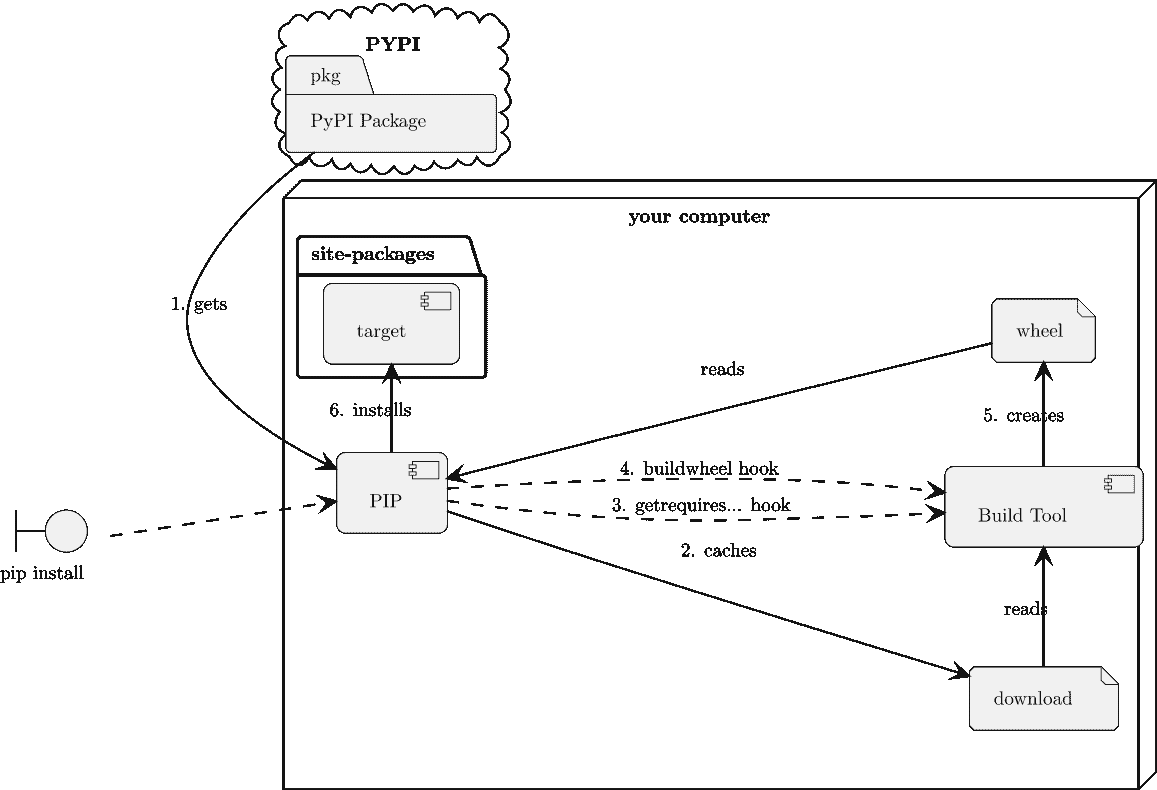 PYPI
pkg
PyPI Package
your computer
site-packages
target
1. gets
wheel
reads
6. installs
5. creates
4. buildwheel hook
PIP
3. getrequires... hook
Build Tool
2. caches
pip install
reads
download